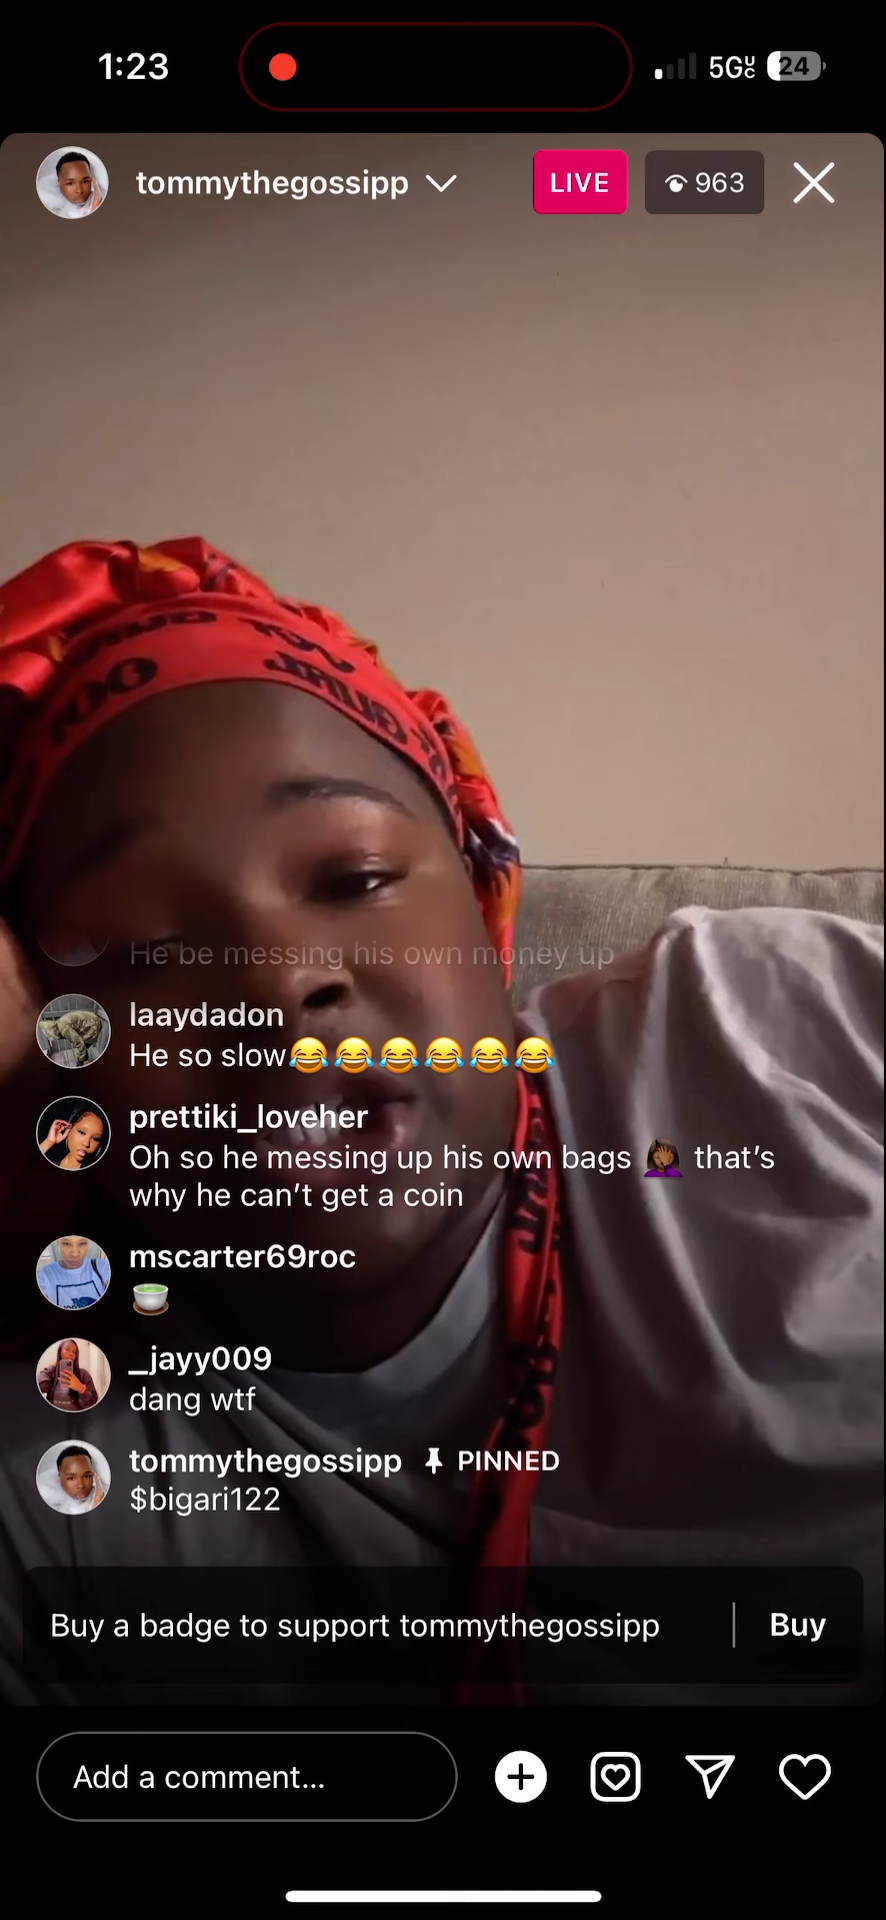 1:23
5GUC 24
tommythegossipp
LIVE
963
He be messing his own money up
laaydadon
He so slow😂😂😂😂😂😂
prettiki_loveher
Oh so he messing up his own bags 🤦🏾‍♀️ that’s
why he can’t get a coin
mscarter69roc
🍵
_jayy009
dang wtf
tommythegossipp PINNED
$bigari122
Buy a badge to support tommythegossipp
Buy
Add a comment...